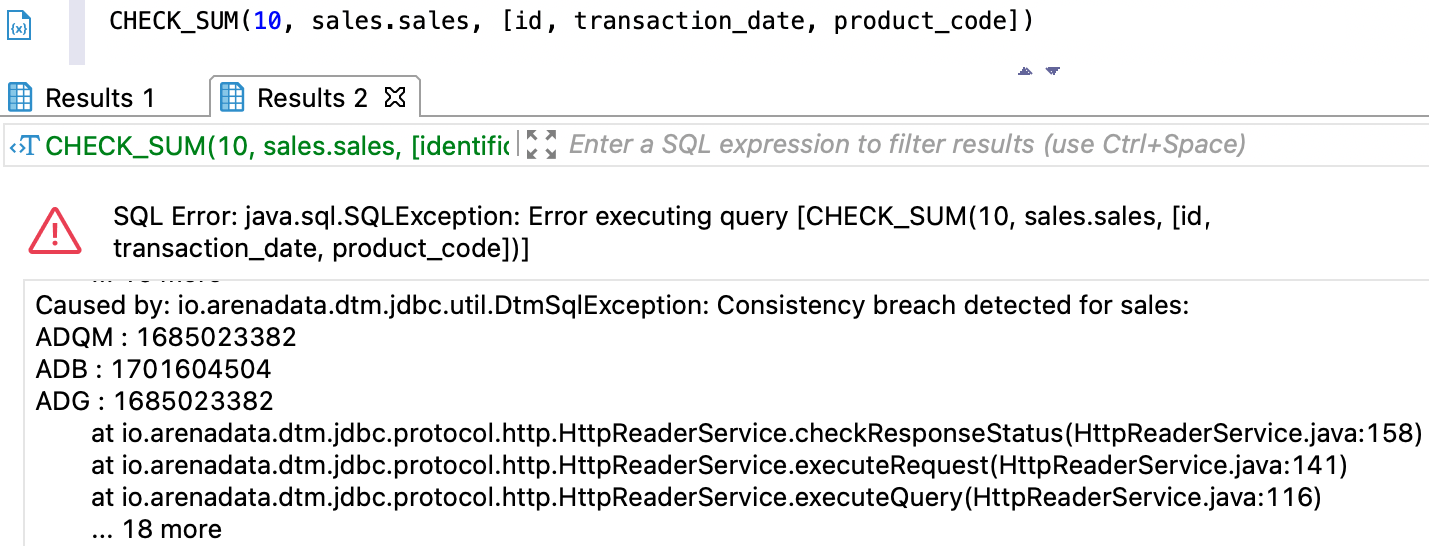 CHECK_SUM(10, sales.sales, [id, transaction_date, product_code])
Results 1
Results 2
CHECK_SUM(10, sales.sales, [identific
Enter a SQL expression to filter results (use Ctrl+Space)
SQL Error: java.sql.SQLException: Error executing query [CHECK_SUM(10, sales.sales, [id,
transaction_date, product_code])]
Caused by: io.arenadata.dtm.jdbc.util.DtmSqlException: Consistency breach detected for sales:
ADQM : 1685023382
ADB : 1701604504
ADG : 1685023382
at io.arenadata.dtm.jdbc.protocol.http.HttpReaderService.checkResponseStatus(HttpReaderService.java:158)
at io.arenadata.dtm.jdbc.protocol.http.HttpReaderService.executeRequest(HttpReaderService.java:141)
at io.arenadata.dtm.jdbc.protocol.http.HttpReaderService.executeQuery(HttpReaderService.java:116)
... 18 more